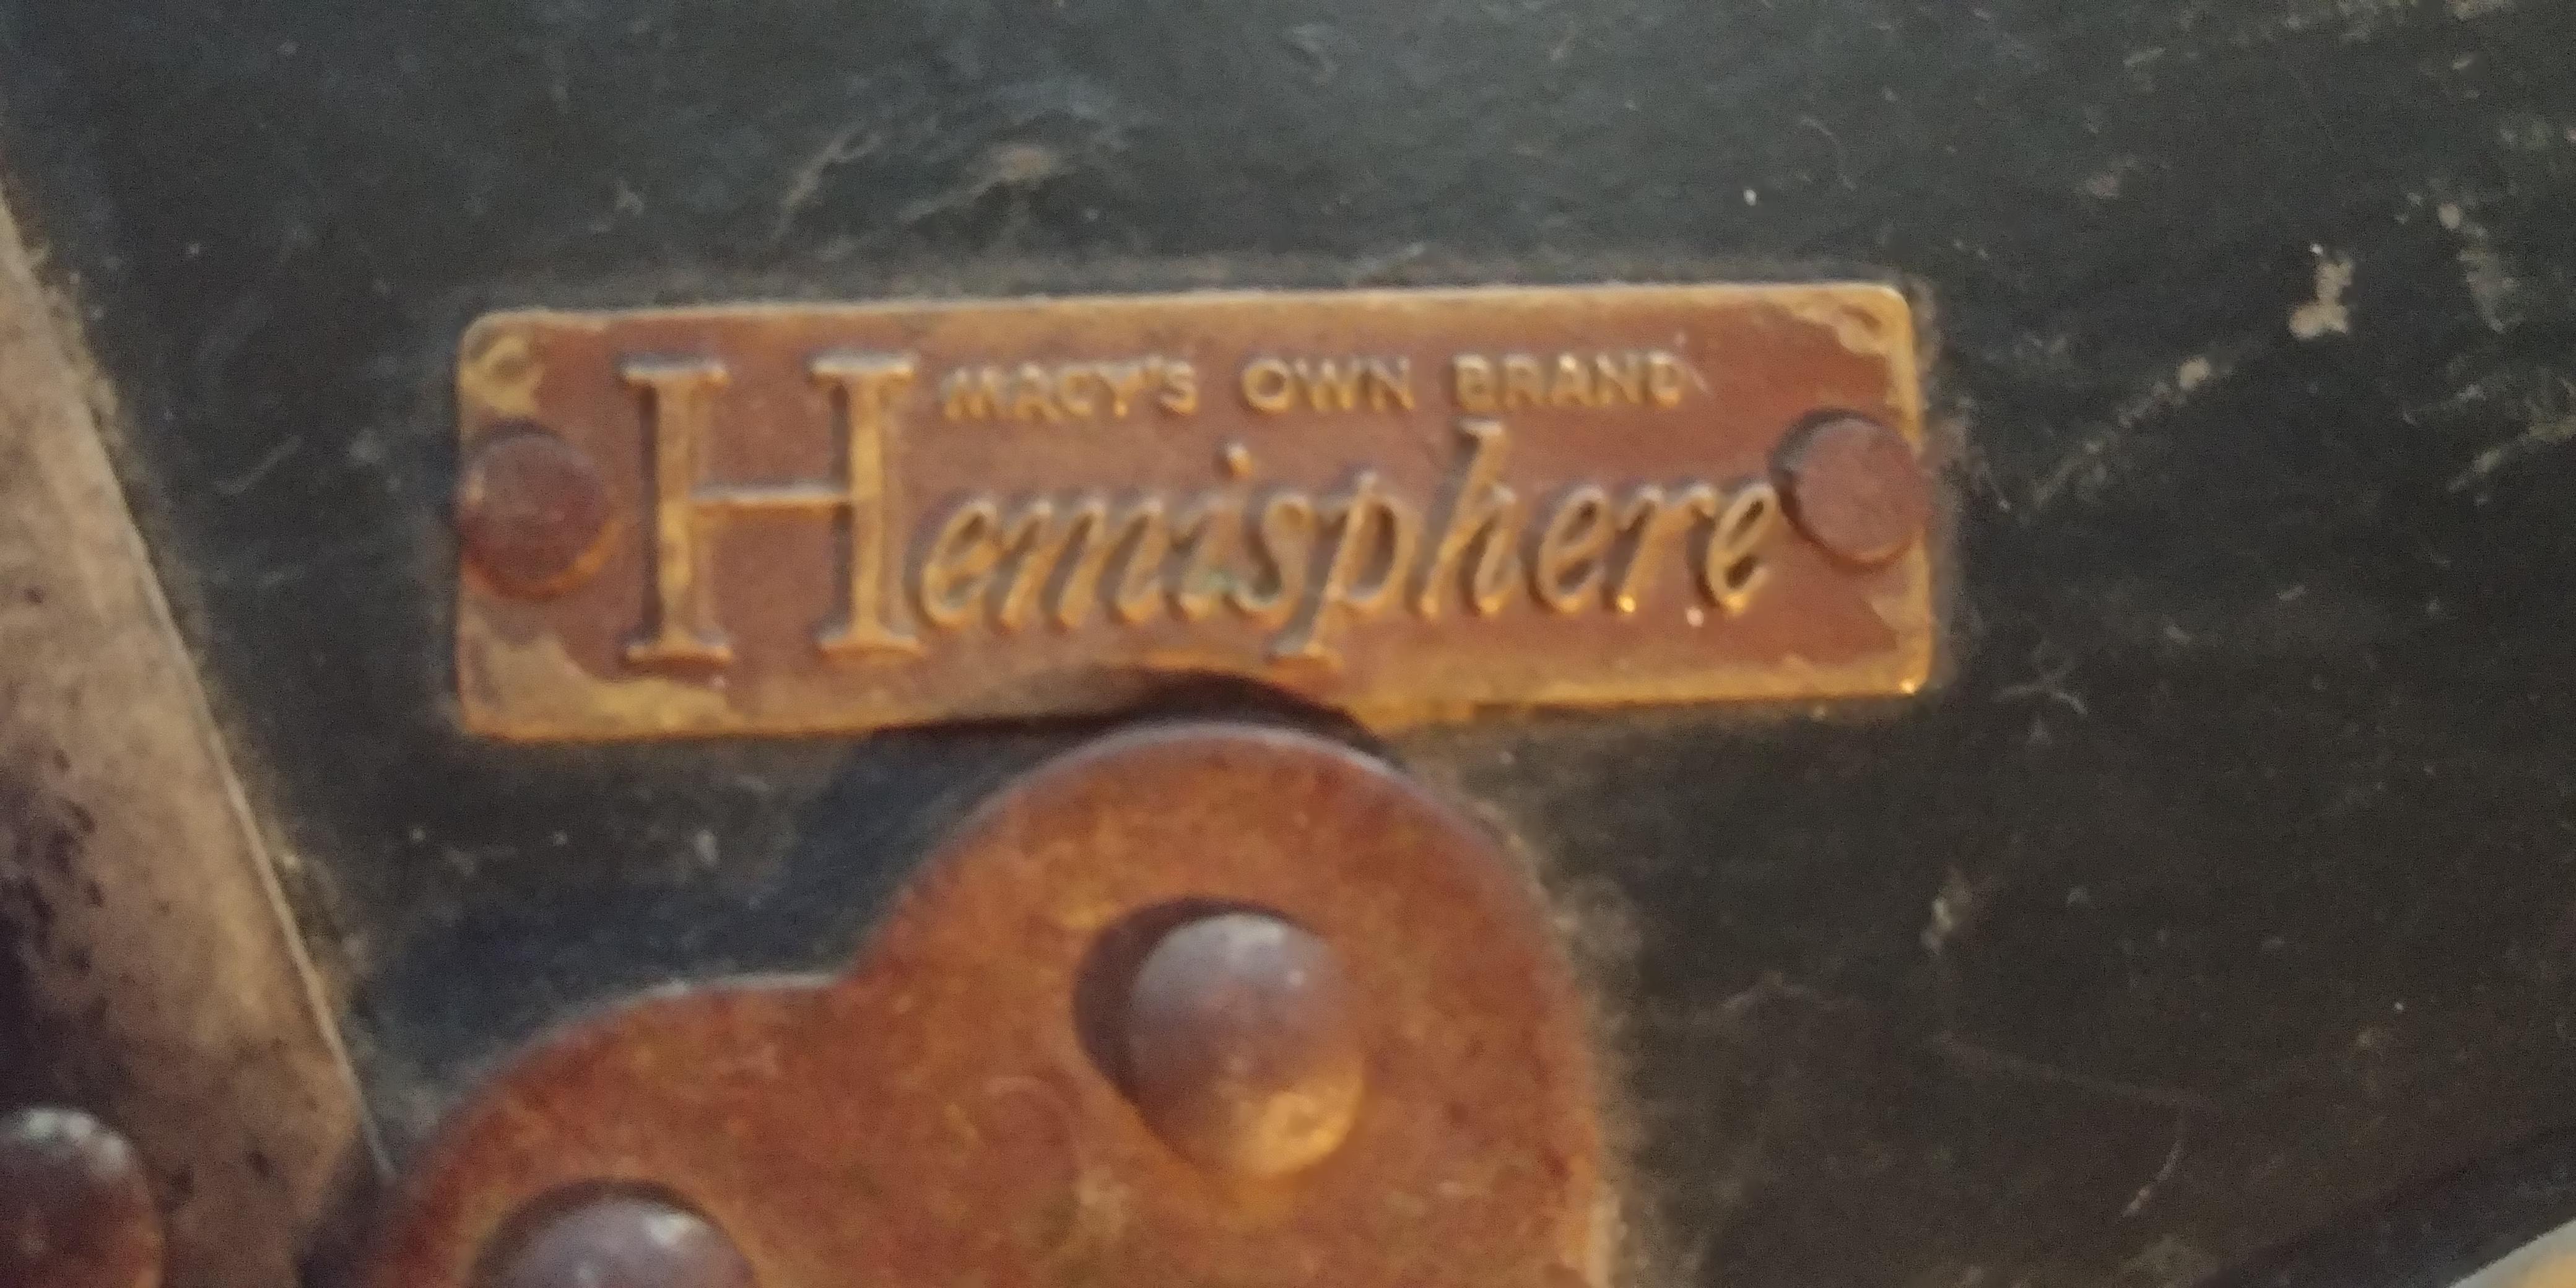 MACY'S OWN BRAND
Hemisphere